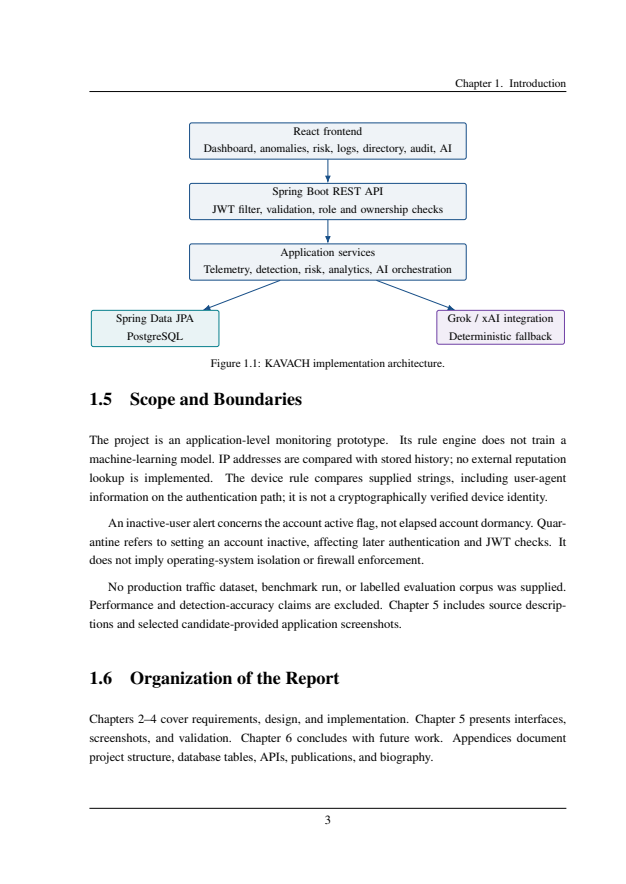 Chapter 1. Introduction
React frontend
Dashboard, anomalies, risk, logs, directory, audit, AI
Spring Boot REST API
JWT filter, validation, role and ownership checks
Application services
Telemetry, detection, risk, analytics, AI orchestration
Spring Data JPA
PostgreSQL
Grok / xAI integration
Deterministic fallback
Figure 1.1: KAVACH implementation architecture.
1.5 Scope and Boundaries
The project is an application-level monitoring prototype. Its rule engine does not train a
machine-learning model. IP addresses are compared with stored history; no external reputation
lookup is implemented. The device rule compares supplied strings, including user-agent
information on the authentication path; it is not a cryptographically verified device identity.
An inactive-user alert concerns the account active flag, not elapsed account dormancy. Quar-
antine refers to setting an account inactive, affecting later authentication and JWT checks. It
does not imply operating-system isolation or firewall enforcement.
No production traffic dataset, benchmark run, or labelled evaluation corpus was supplied.
Performance and detection-accuracy claims are excluded. Chapter 5 includes source descrip-
tions and selected candidate-provided application screenshots.
1.6 Organization of the Report
Chapters 2–4 cover requirements, design, and implementation. Chapter 5 presents interfaces,
screenshots, and validation. Chapter 6 concludes with future work. Appendices document
project structure, database tables, APIs, publications, and biography.
3